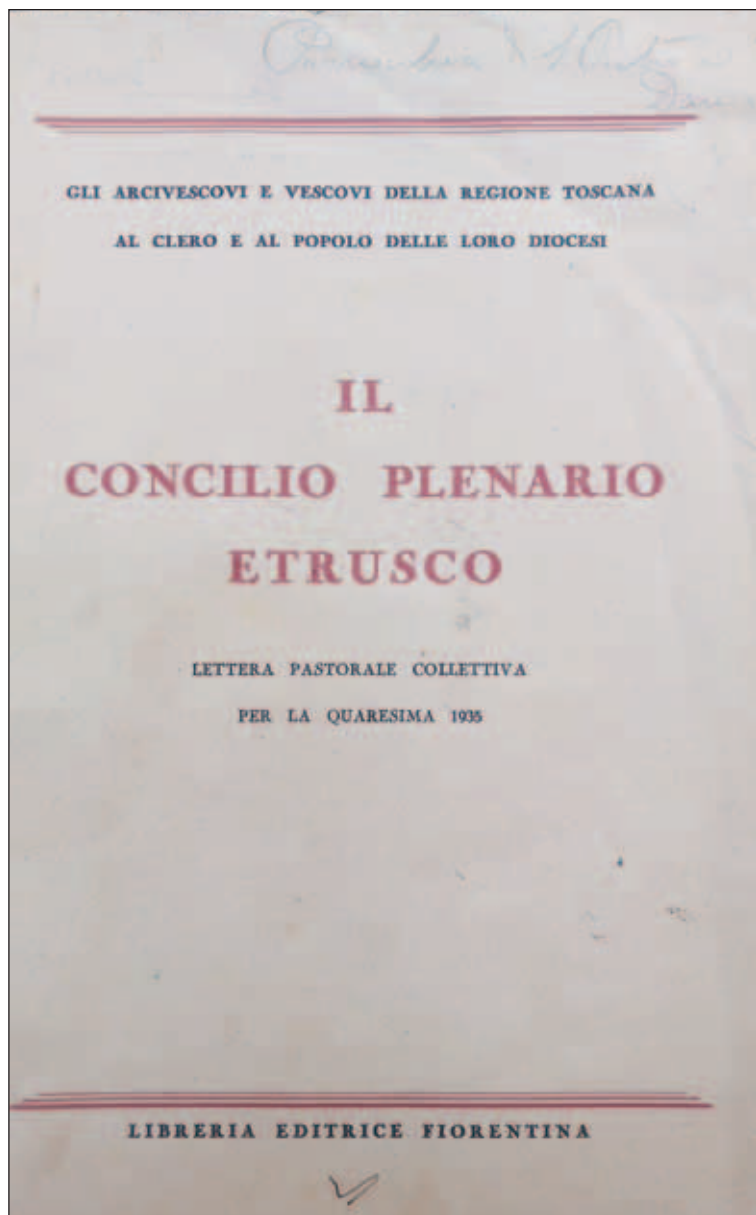 GLI ARCIVESCOVI E VESCOVI DELLA REGIONE TOSCANA
AL CLERO E AL POPOLO DELLE LORO DIOCESI
IL
CONCILIO PLENARIO
ETRUSCO
LETTERA PASTORALE COLLETTIVA
PER LA QUARESIMA 1935
LIBRERIA EDITRICE FIORENTINA